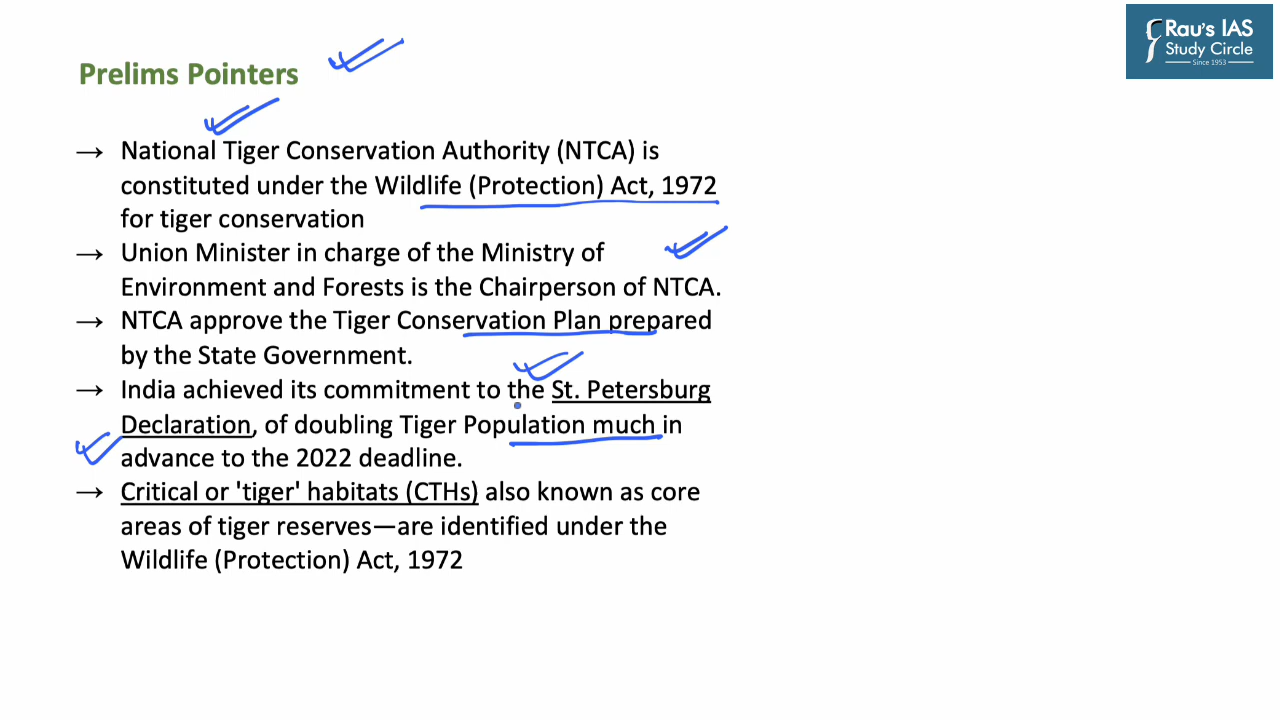 Rau's IAS
Study Circle
Since 1953
Prelims Pointers
→ National Tiger Conservation Authority (NTCA) is
constituted under the Wildlife (Protection) Act, 1972
for tiger conservation
→ Union Minister in charge of the Ministry of
Environment and Forests is the Chairperson of NTCA.
→ NTCA approve the Tiger Conservation Plan prepared
by the State Government.
→ India achieved its commitment to the St. Petersburg
Declaration, of doubling Tiger Population much in
advance to the 2022 deadline.
→ Critical or 'tiger' habitats (CTHs) also known as core
areas of tiger reserves—are identified under the
Wildlife (Protection) Act, 1972